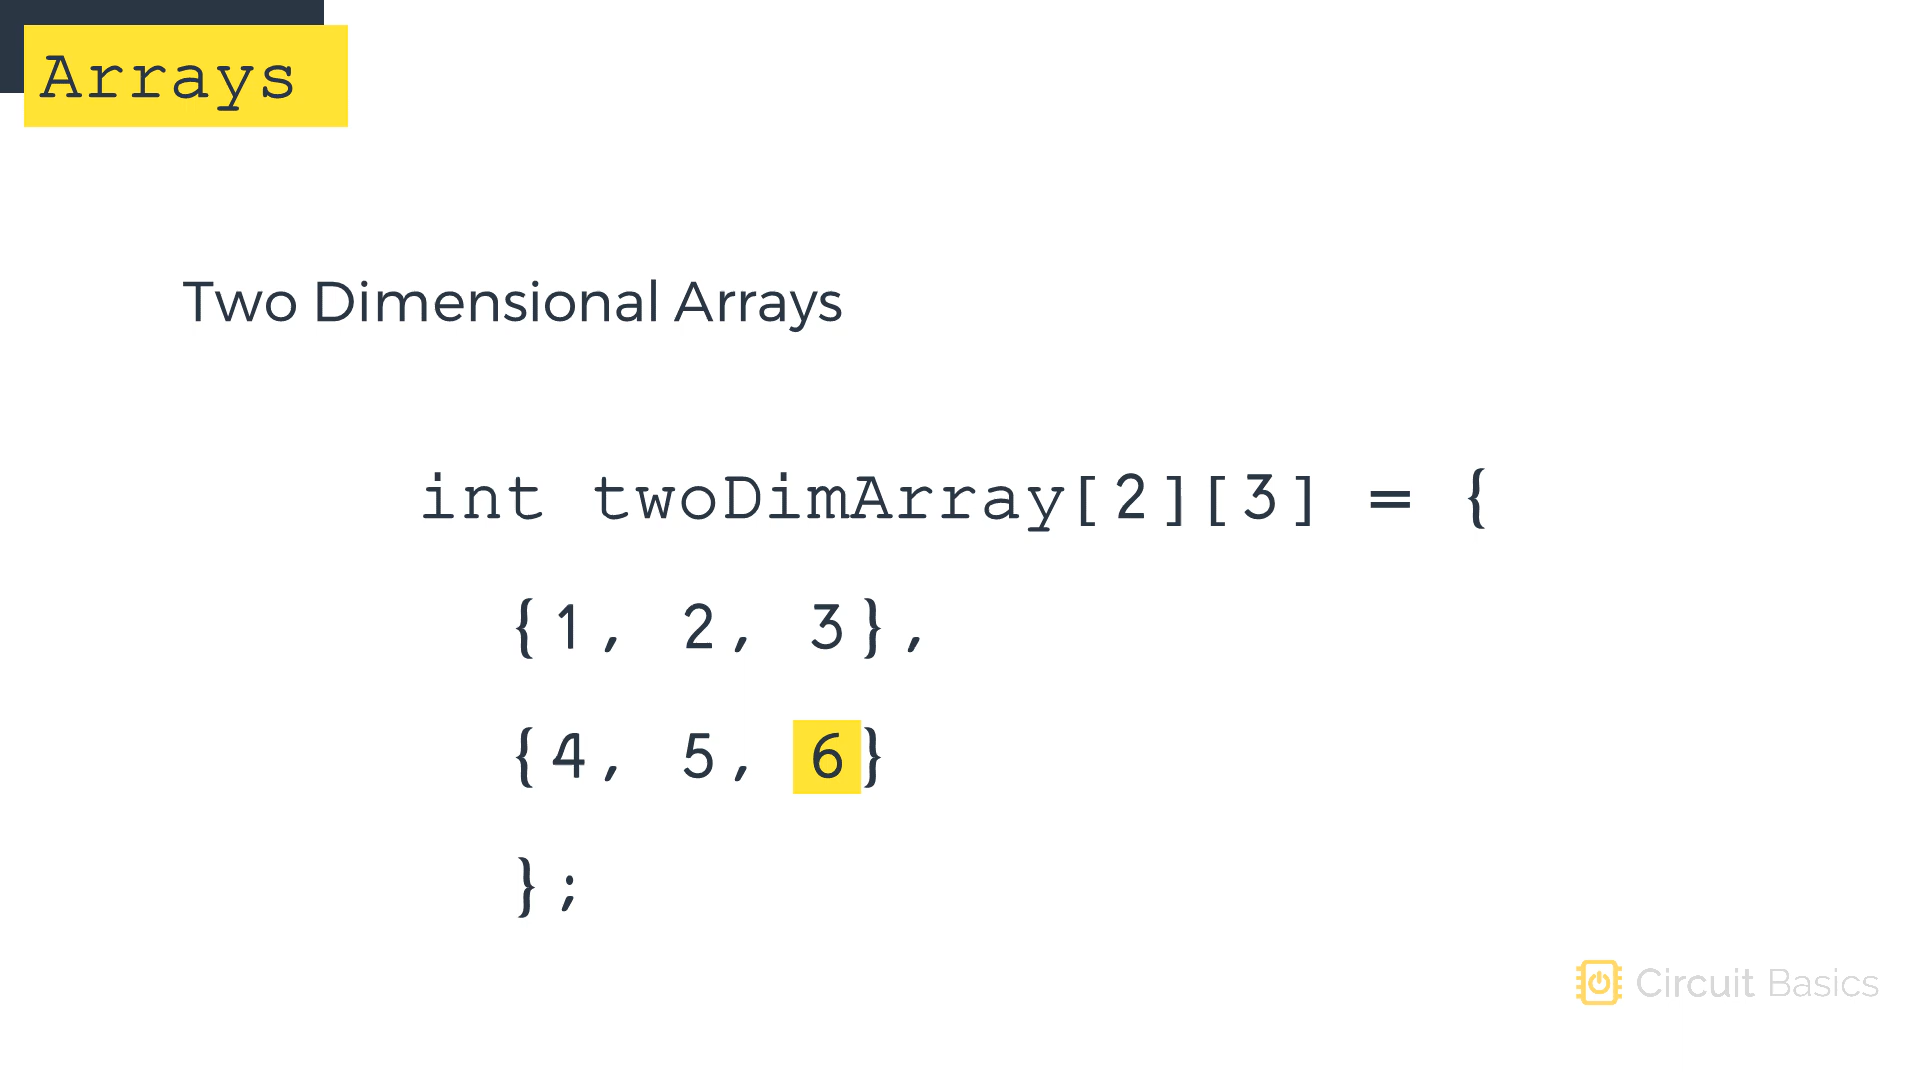 Arrays
Two Dimensional Arrays
int twoDimArray[2][3] = {
{1, 2, 3},
{4, 5, 6}
};
Circuit Basics